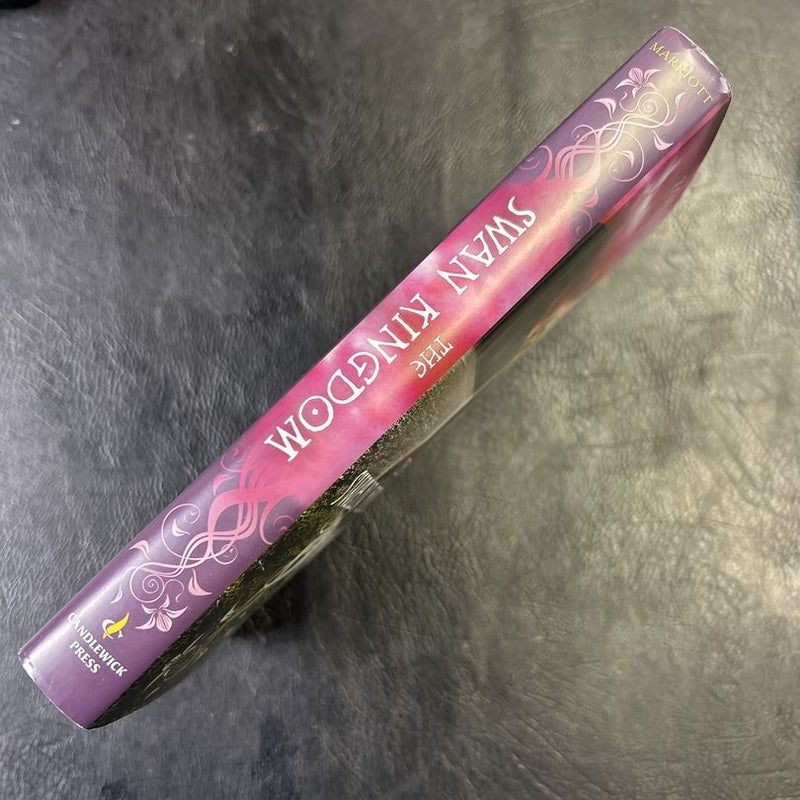 MARRIOTT
THE
SWAN KINGDOM
CANDLEWICK
PRESS